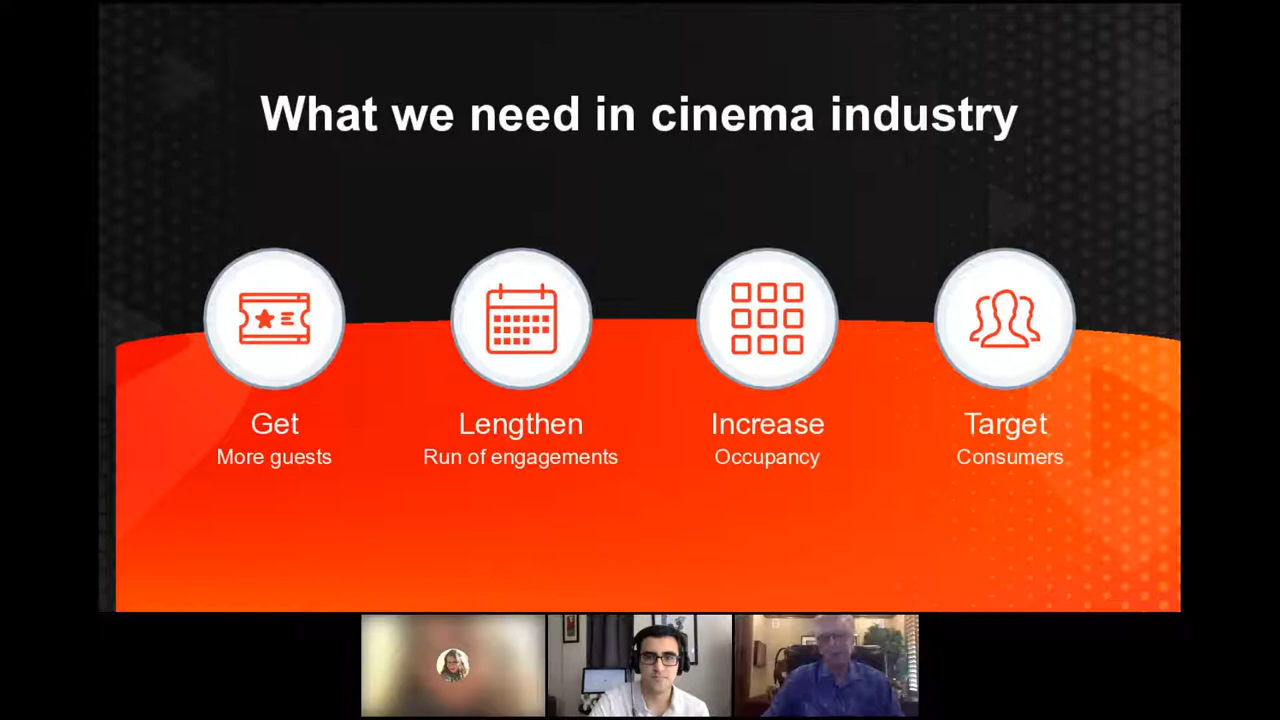 What we need in cinema industry
Get
More guests
Lengthen
Run of engagements
Increase
Occupancy
Target
Consumers